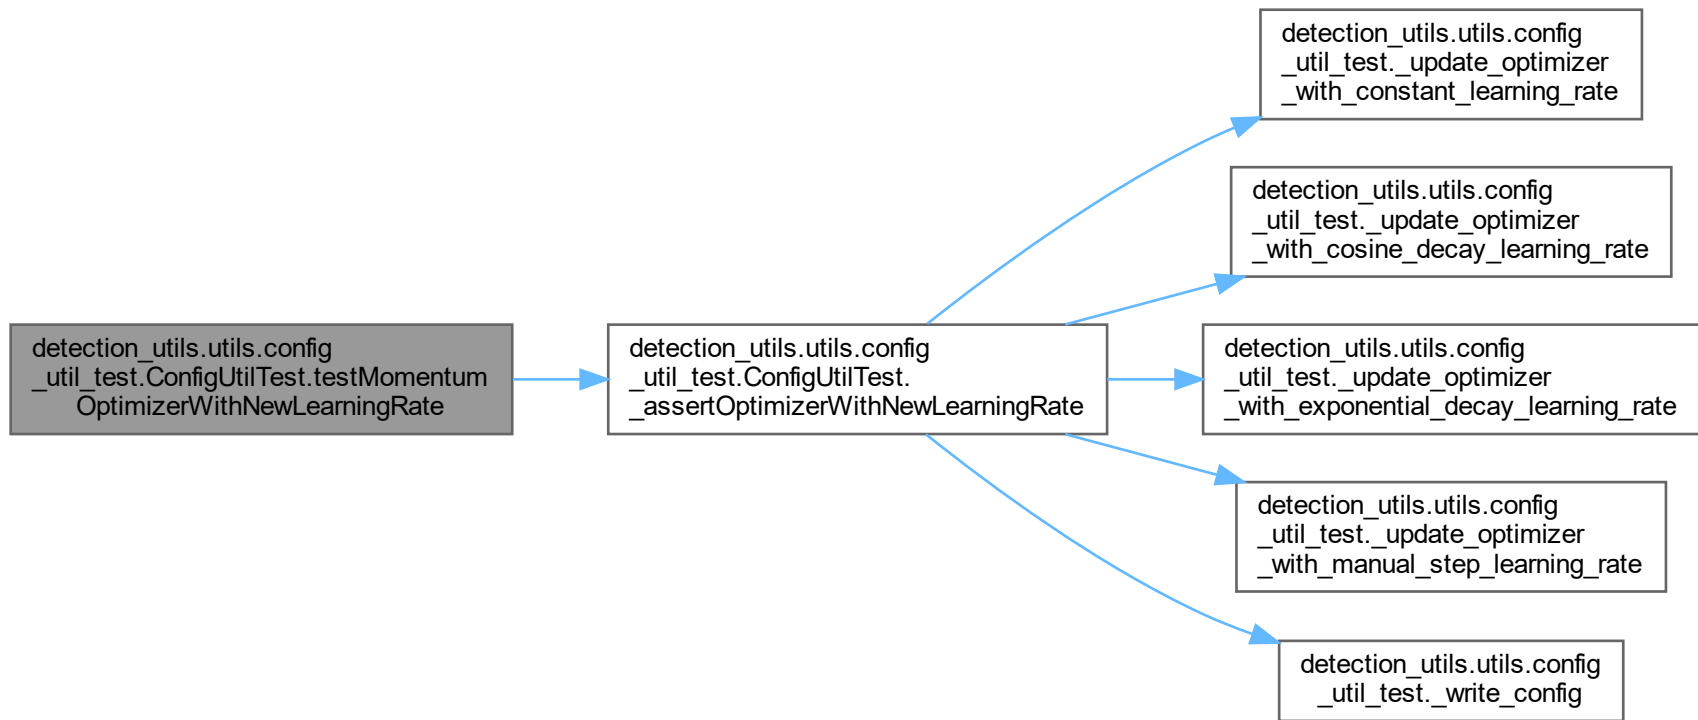 detection_utils.utils.config
_util_test.ConfigUtilTest.testMomentum
OptimizerWithNewLearningRate
detection_utils.utils.config
_util_test.ConfigUtilTest.
_assertOptimizerWithNewLearningRate
detection_utils.utils.config
_util_test._update_optimizer
_with_constant_learning_rate
detection_utils.utils.config
_util_test._update_optimizer
_with_cosine_decay_learning_rate
detection_utils.utils.config
_util_test._update_optimizer
_with_exponential_decay_learning_rate
detection_utils.utils.config
_util_test._update_optimizer
_with_manual_step_learning_rate
detection_utils.utils.config
_util_test._write_config